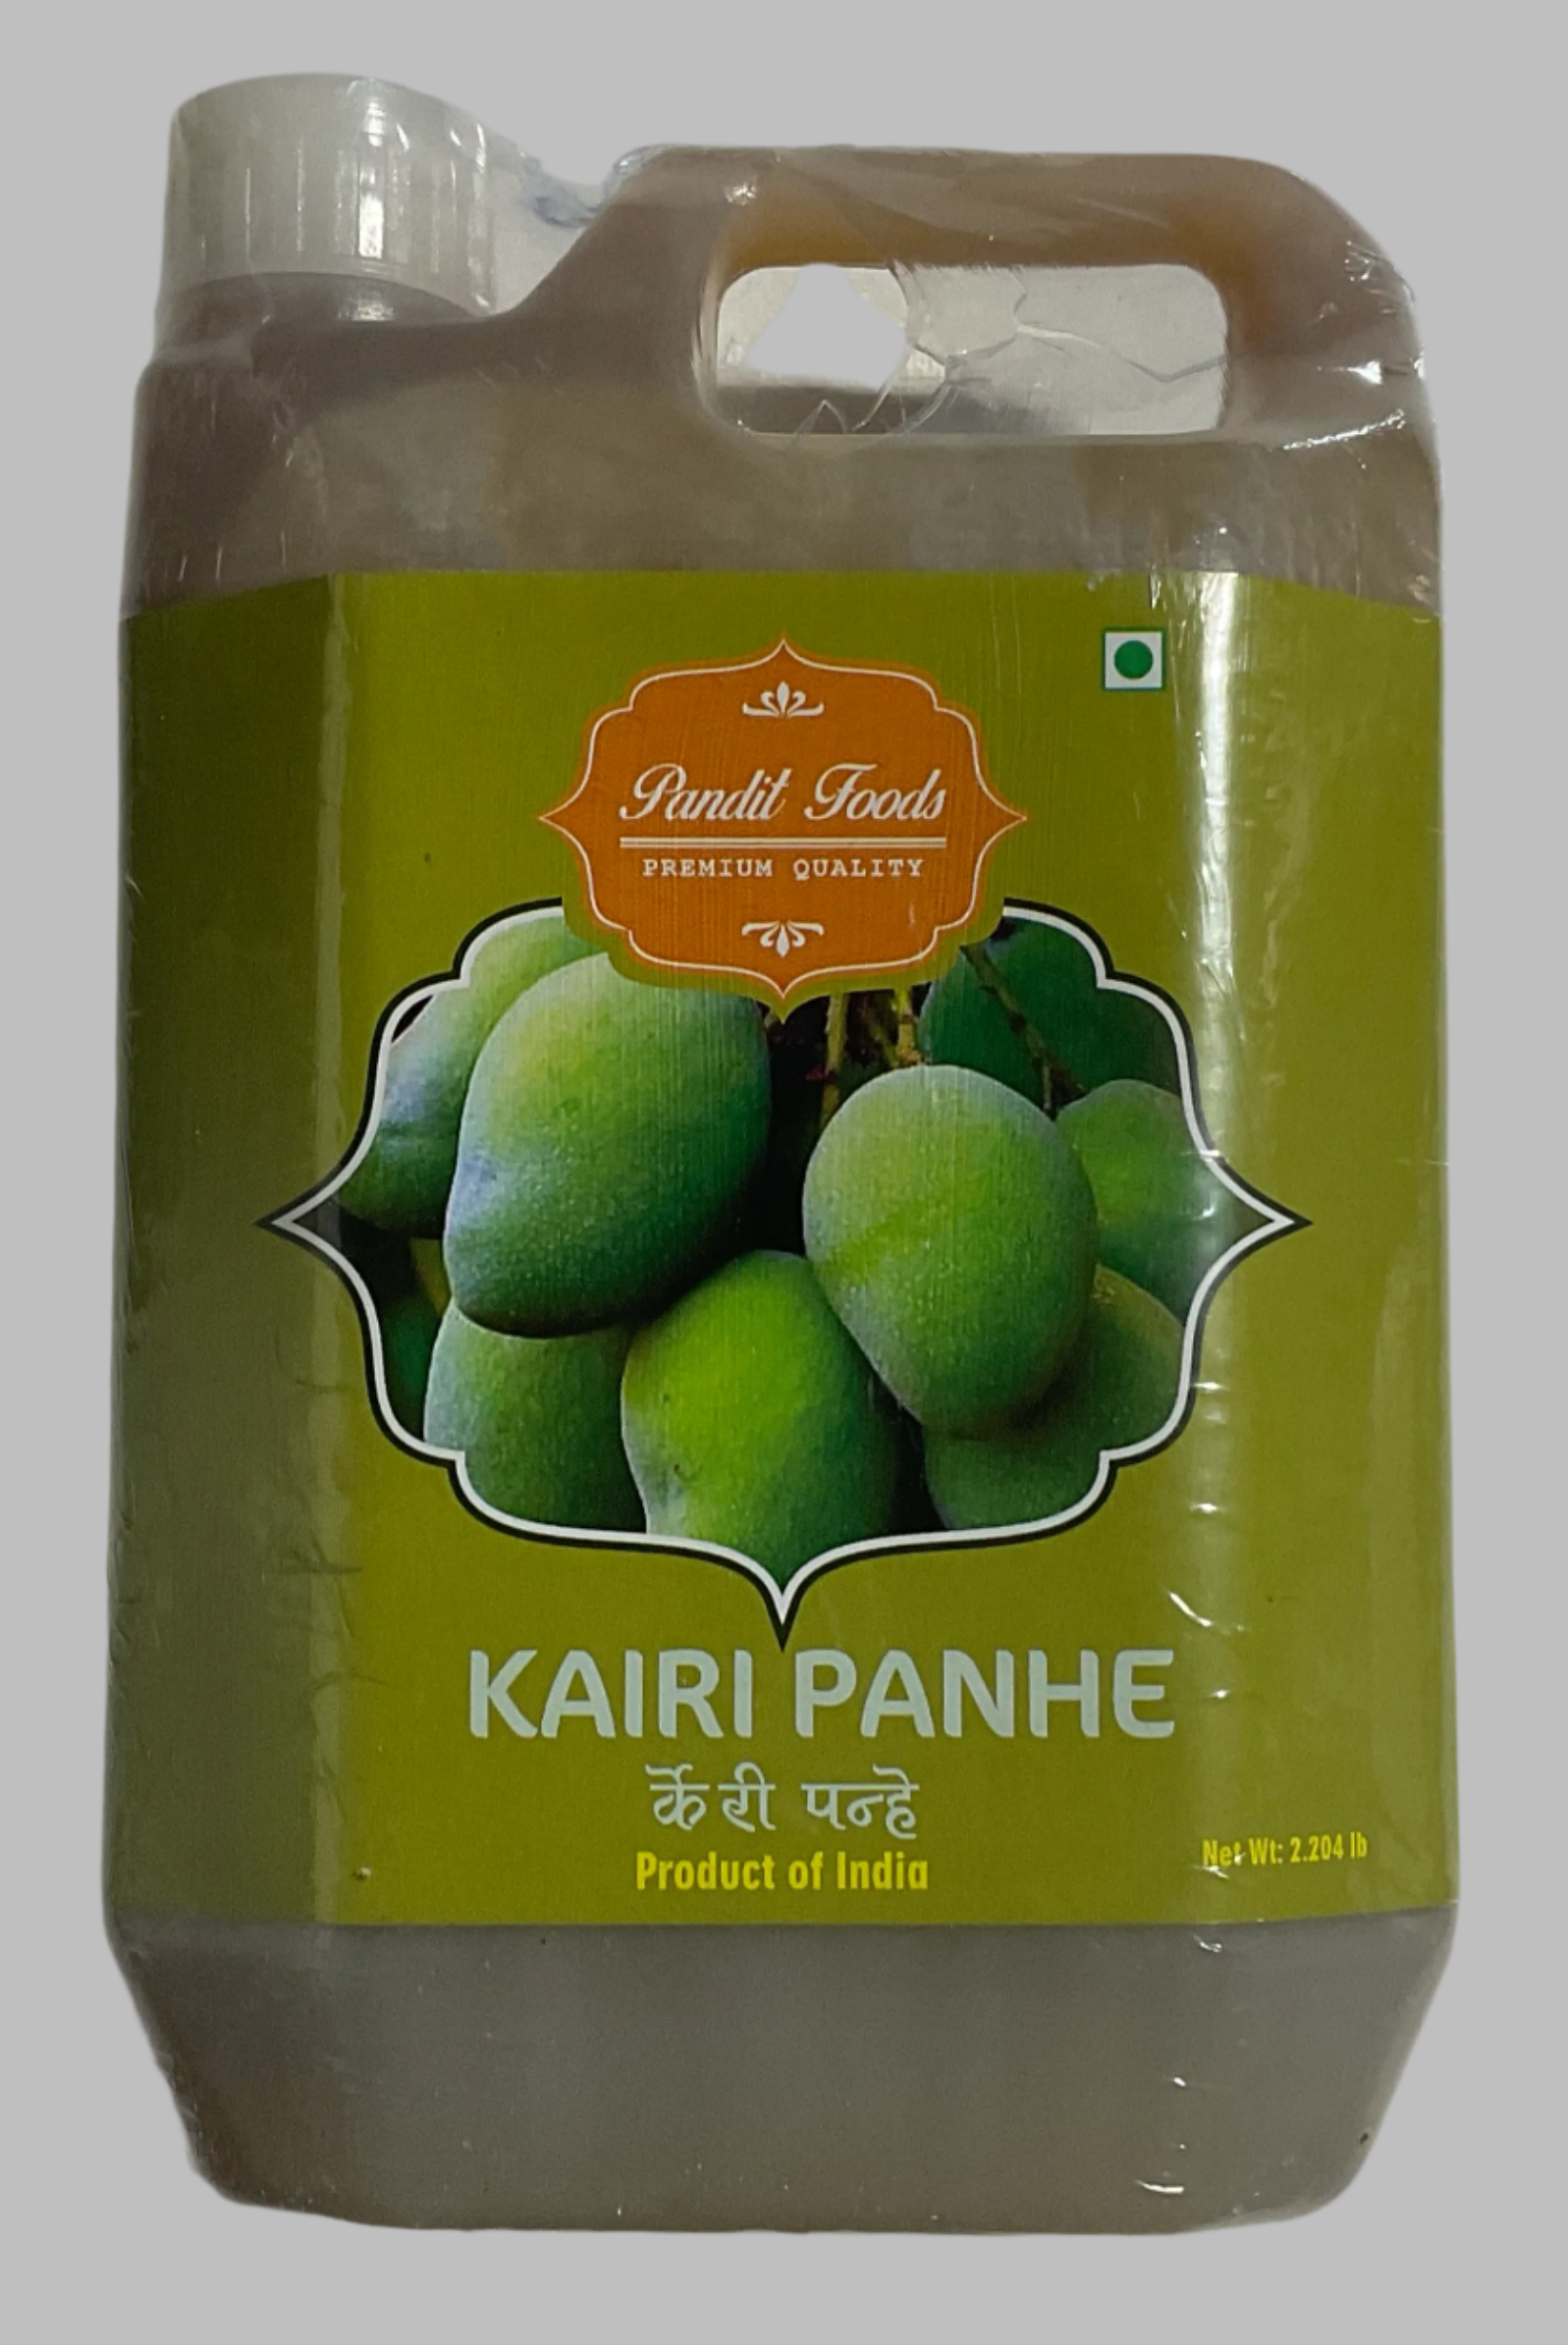 Pandit Foods
PREMIUM QUALITY
KAIRI PANHE
केंरी पन्हे
Product of India
Net Wt: 2.204 lb